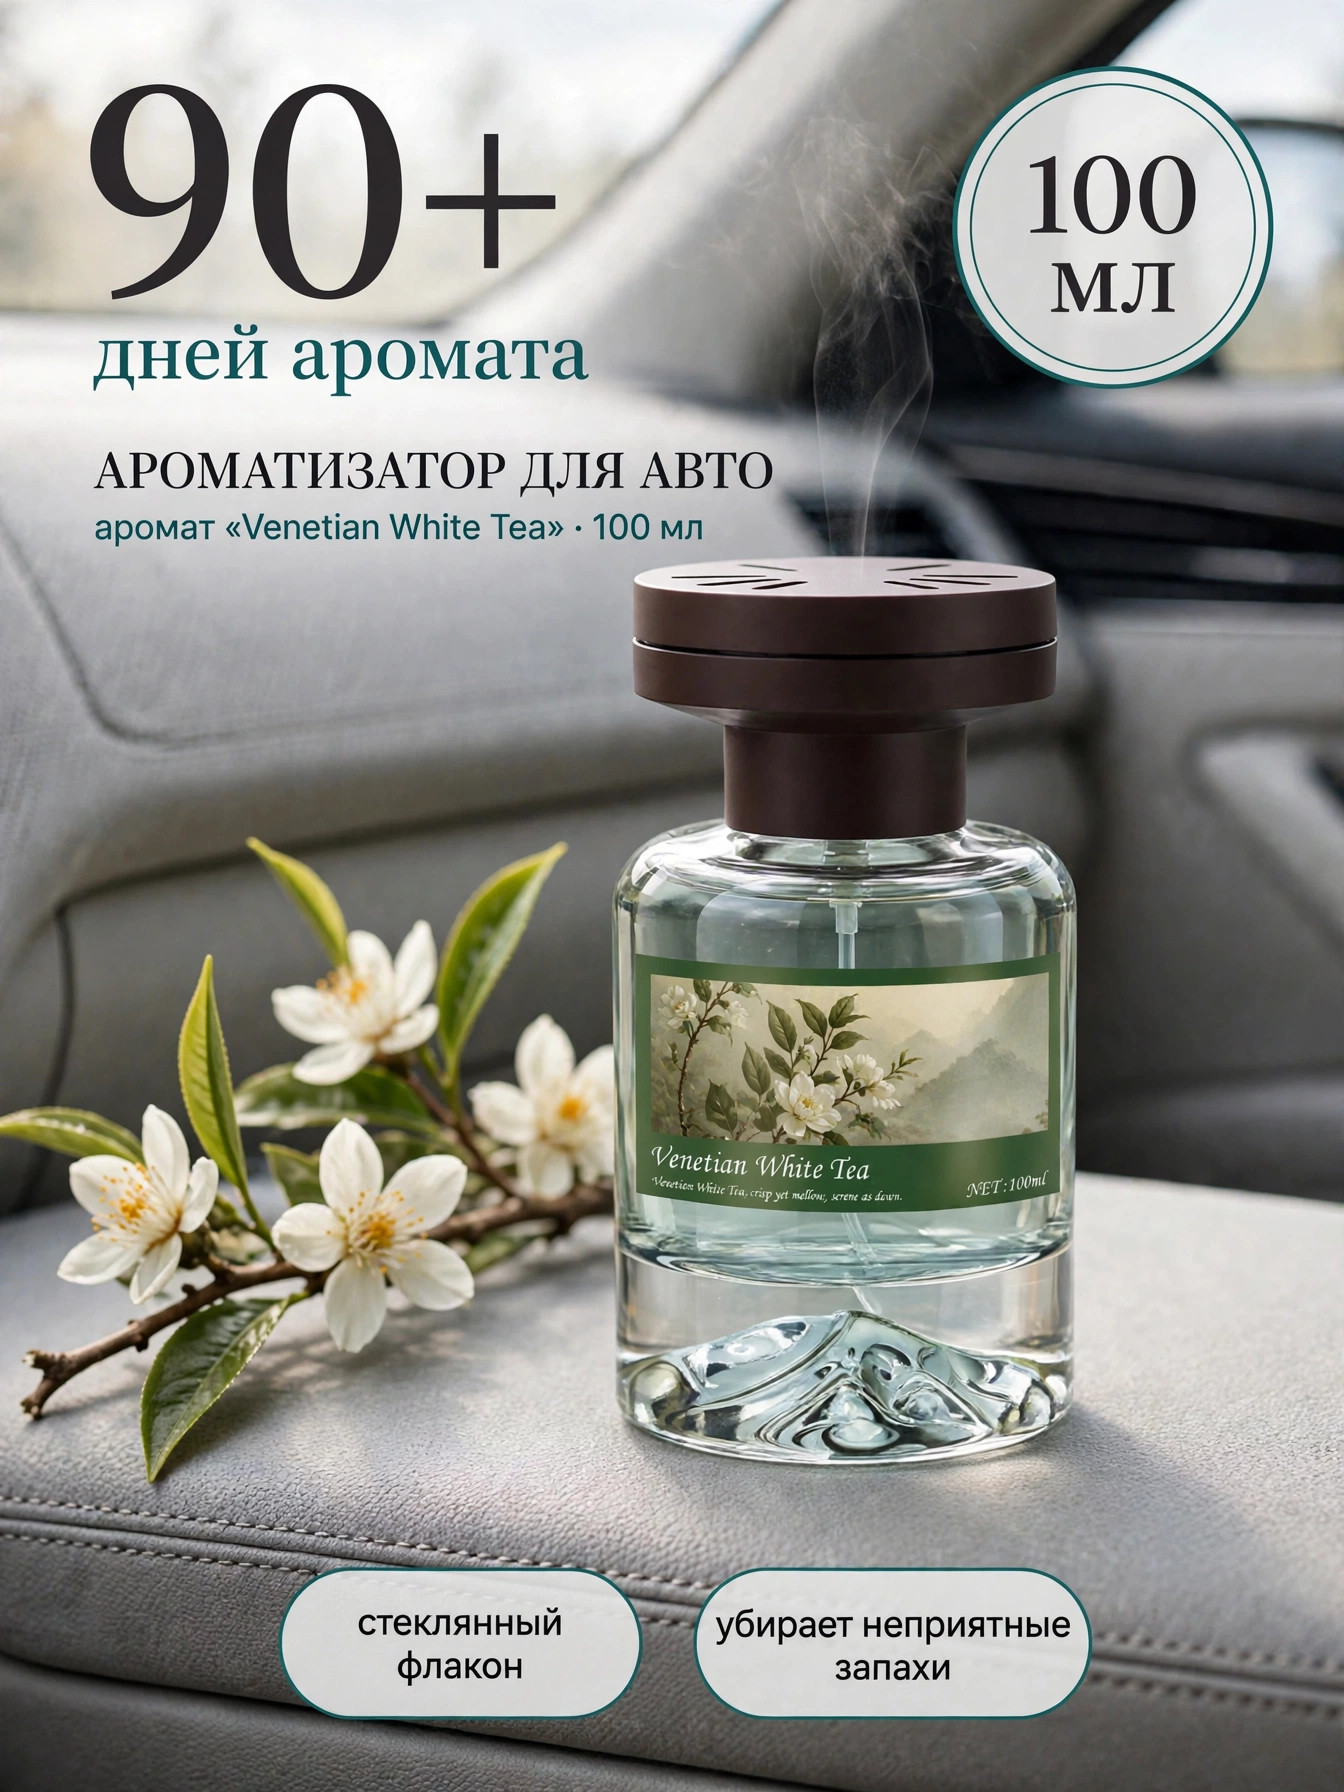 90+
дней аромата
100
МЛ
АРОМАТИЗАТОР ДЛЯ АВТО
аромат «Venetian White Tea» · 100 мл
Venetian White Tea
Venetian White Tea, crisp yet mellow, serene as dawn.
NET:100ml
стеклянный
флакон
убирает неприятные
запахи